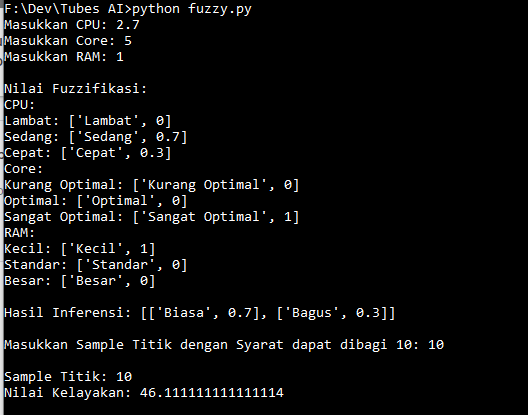 F:\Dev\Tubes AI>python fuzzy.py
Masukkan CPU: 2.7
Masukkan Core: 5
Masukkan RAM: 1
Nilai Fuzzifikasi:
CPU:
Lambat: ['Lambat', 0]
Sedang: ['Sedang', 0.7]
Cepat: ['Cepat', 0.3]
Core:
Kurang Optimal: ['Kurang Optimal', 0]
Optimal: ['Optimal', 0]
Sangat Optimal: ['Sangat Optimal', 1]
RAM:
Kecil: ['Kecil', 1]
Standar: ['Standar', 0]
Besar: ['Besar', 0]
Hasil Inferensi: [['Biasa', 0.7], ['Bagus', 0.3]]
Masukkan Sample Titik dengan Syarat dapat dibagi 10: 10
Sample Titik: 10
Nilai Kelayakan: 46.111111111111114